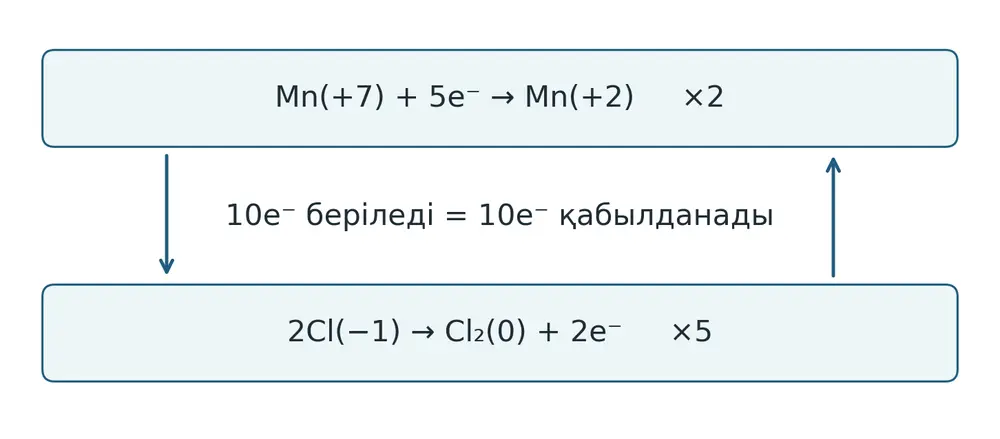 Mn(+7) + 5e⁻ → Mn(+2) ×2
10e⁻ беріледі = 10e⁻ қабылданады
2Cl(−1) → Cl₂(0) + 2e⁻ ×5